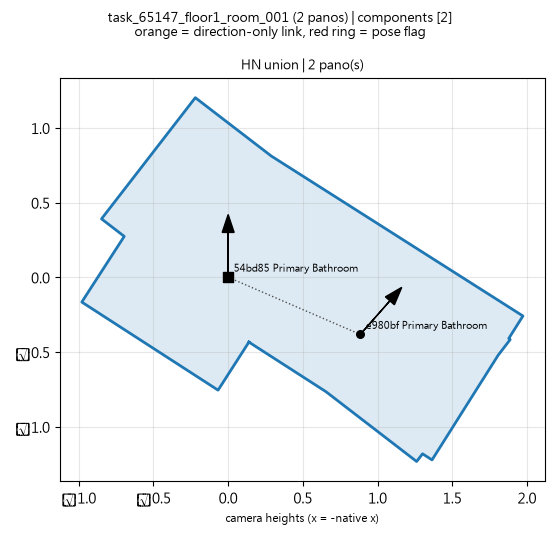 task_65147_floor1_room_001 (2 panos) | components [2]
orange = direction-only link, red ring = pose flag
HN union | 2 pano(s)
1.0
0.5
0.0
0.5
1.0
54bd85 Primary Bathroom
e980bf Primary Bathroom
1.0 0.5 0.0 0.5 1.0 1.5 2.0
camera heights (x = -native x)